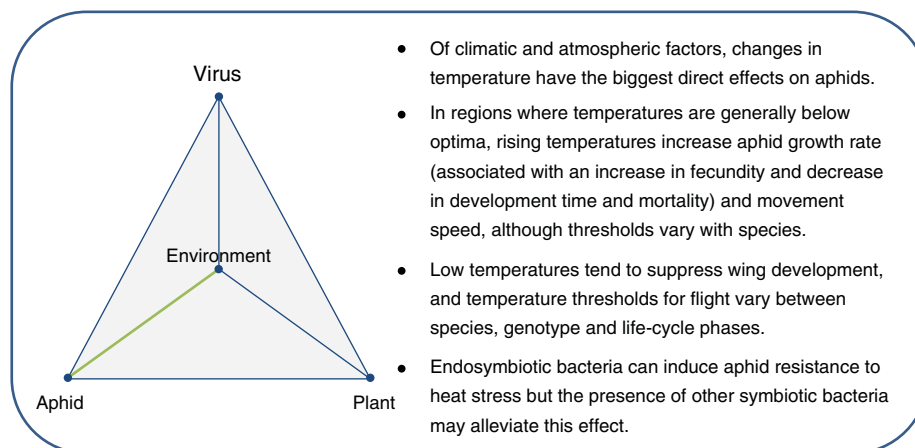 Virus
Environment
Aphid
Plant
• Of climatic and atmospheric factors, changes in
temperature have the biggest direct effects on aphids.
• In regions where temperatures are generally below
optima, rising temperatures increase aphid growth rate
(associated with an increase in fecundity and decrease
in development time and mortality) and movement
speed, although thresholds vary with species.
• Low temperatures tend to suppress wing development,
and temperature thresholds for flight vary between
species, genotype and life-cycle phases.
• Endosymbiotic bacteria can induce aphid resistance to
heat stress but the presence of other symbiotic bacteria
may alleviate this effect.